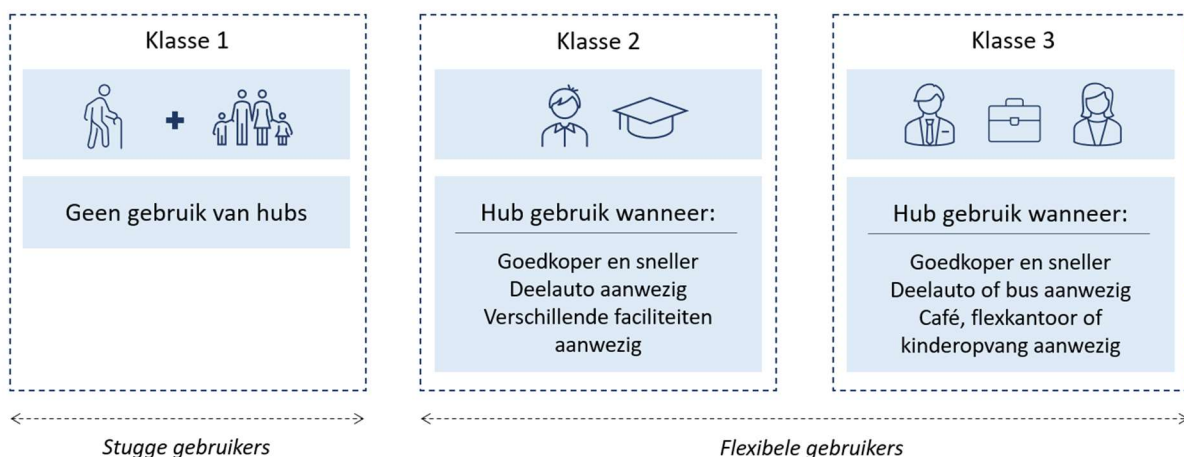 Klasse 1
Geen gebruik van hubs
Klasse 2
Hub gebruik wanneer:
Goedkoper en sneller
Deelauto aanwezig
Verschillende faciliteiten
aanwezig
Klasse 3
Hub gebruik wanneer:
Goedkoper en sneller
Deelauto of bus aanwezig
Café, flexkantoor of
kinderopvang aanwezig
Stugge gebruikers
Flexibele gebruikers